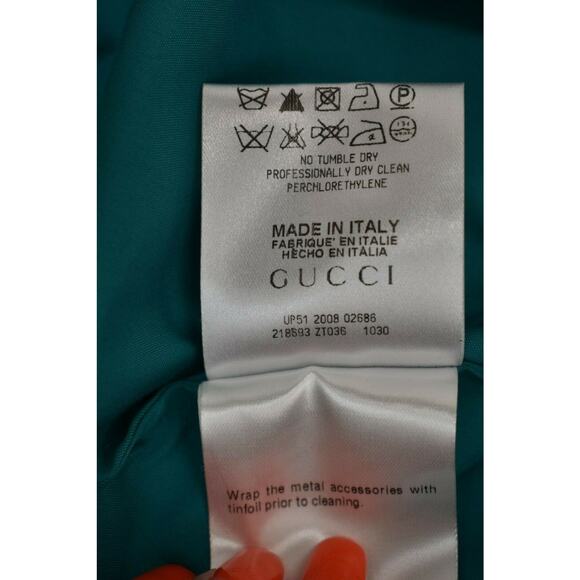 NO TUMBLE DRY
PROFESSIONALLY DRY CLEAN
PERCHLORETHYLENE
MADE IN ITALY
FABRIQUE' EN ITALIE
HECHO EN ITALIA
GUCCI
UP51 2008 02686
218693 ZT036 1030
Wrap the metal accessories with
tinfoil prior to cleaning.